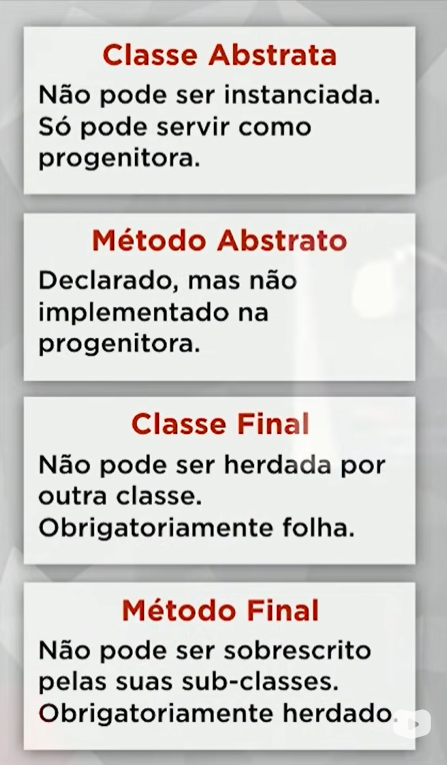 Classe Abstrata
Não pode ser instanciada.
Só pode servir como
progenitora.
Método Abstrato
Declarado, mas não
implementado na
progenitora.
Classe Final
Não pode ser herdada por
outra classe.
Obrigatoriamente folha.
Método Final
Não pode ser sobrescrito
pelas suas sub-classes.
Obrigatoriamente herdado.